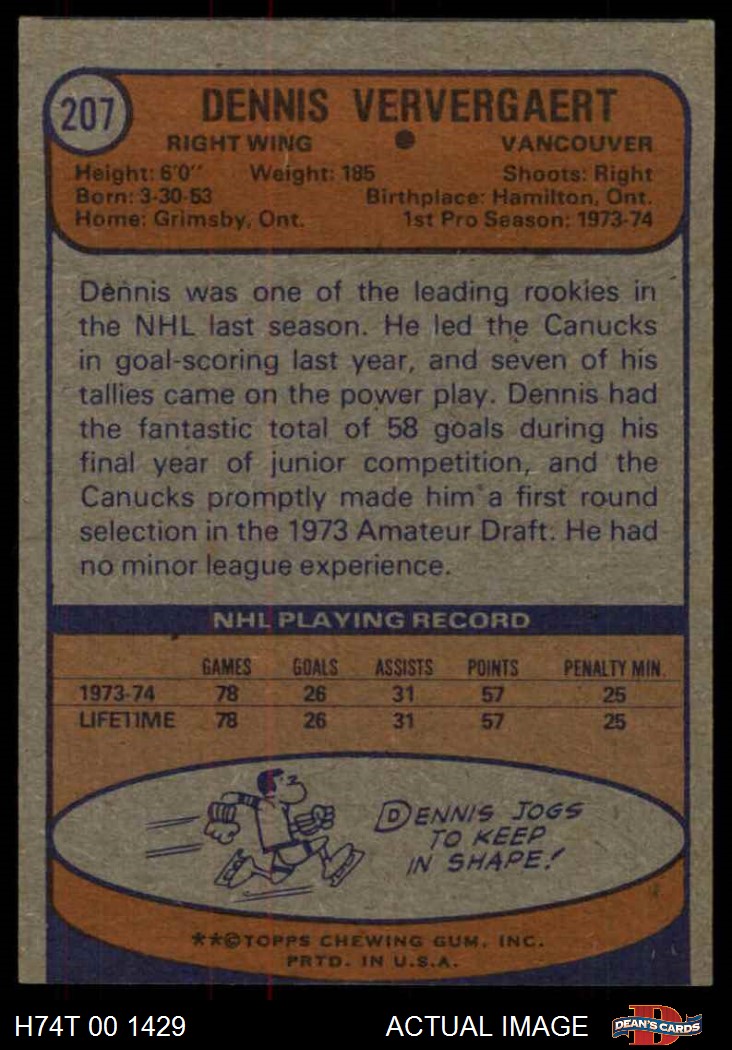 207
DENNIS VERVERGAERT
RIGHT WING ● VANCOUVER
Height: 6'0" Weight: 185 Shoots: Right
Born: 3-30-53 Birthplace: Hamilton, Ont.
Home: Grimsby, Ont. 1st Pro Season: 1973-74
Dennis was one of the leading rookies in
the NHL last season. He led the Canucks
in goal-scoring last year, and seven of his
tallies came on the power play. Dennis had
the fantastic total of 58 goals during his
final year of junior competition, and the
Canucks promptly made him a first round
selection in the 1973 Amateur Draft. He had
no minor league experience.
NHL PLAYING RECORD
GAMES GOALS ASSISTS POINTS PENALTY MIN.
1973-74 78 26 31 57 25
LIFETIME 78 26 31 57 25
DENNIS JOGS
TO KEEP
IN SHAPE!
**©TOPPS CHEWING GUM, INC.
PRTD. IN U.S.A.
H74T 00 1429 ACTUAL IMAGE
D
DEAN'S CARDS